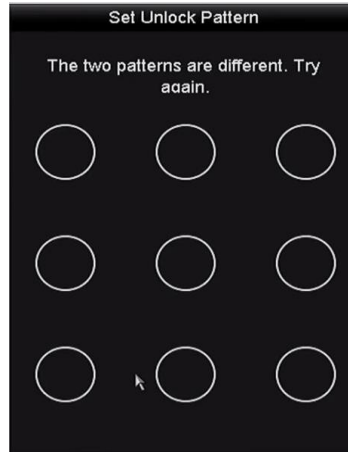 Set Unlock Pattern
The two patterns are different. Try
again.